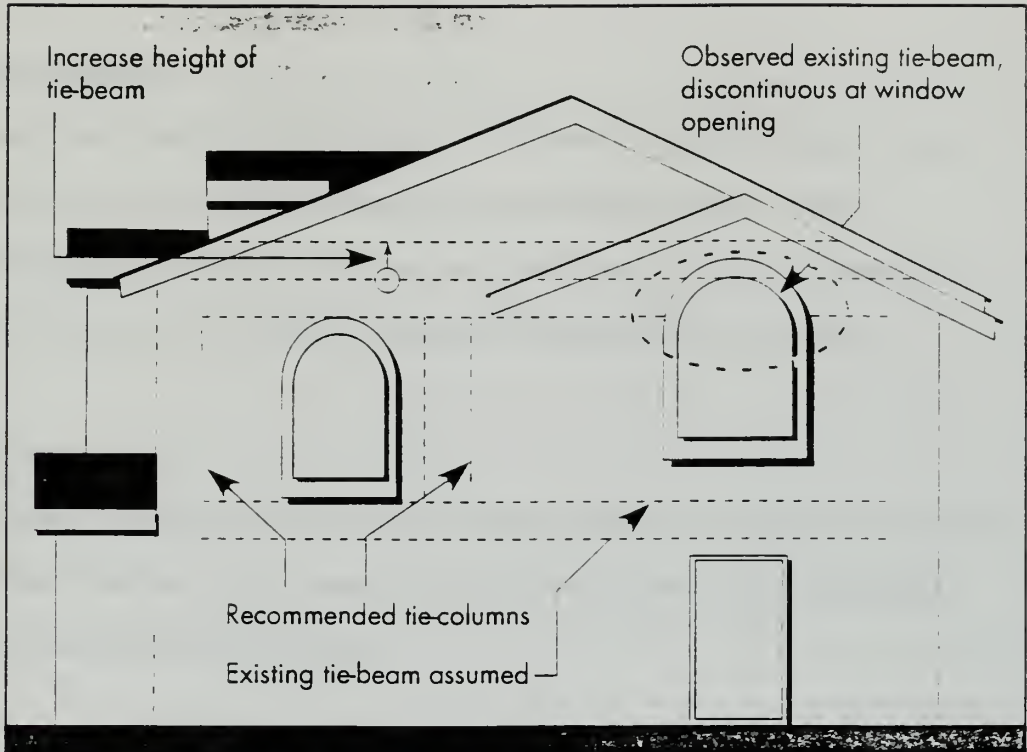 Increase height of
tie-beam
Observed existing tie-beam,
discontinuous at window
opening
Recommended tie-columns
Existing tie-beam assumed